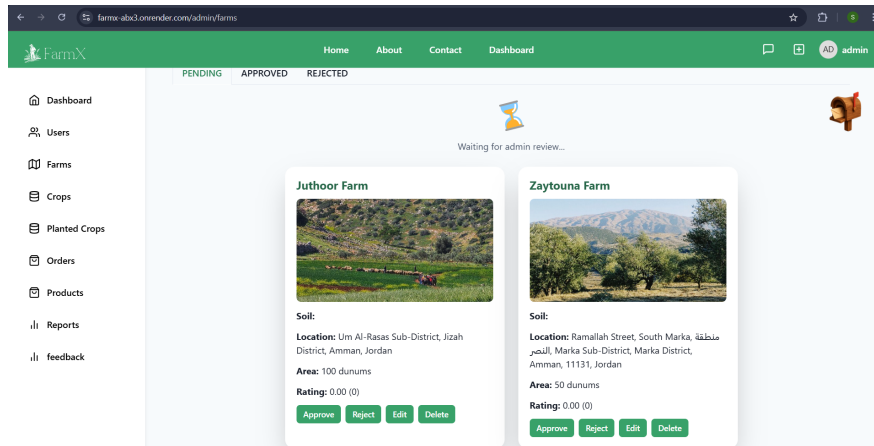 farmx-abx3.onrender.com/admin/farms
S
FarmX
Home About Contact Dashboard
AD admin
PENDING APPROVED REJECTED
Dashboard
Users
Farms
Crops
Planted Crops
Orders
Products
Reports
feedback
Waiting for admin review...
Juthoor Farm
Soil:
Location: Um Al-Rasas Sub-District, Jizah
District, Amman, Jordan
Area: 100 dunums
Rating: 0.00 (0)
Approve Reject Edit Delete
Zaytouna Farm
Soil:
Location: Ramallah Street, South Marka, منطقة
النصر, Marka Sub-District, Marka District,
Amman, 11131, Jordan
Area: 50 dunums
Rating: 0.00 (0)
Approve Reject Edit Delete